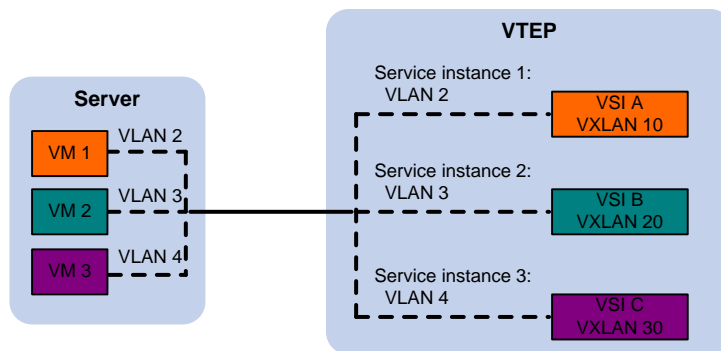 Server
VM 1
VLAN 2
VM 2
VLAN 3
VM 3
VLAN 4
VTEP
Service instance 1:
VLAN 2
VSI A
VXLAN 10
Service instance 2:
VLAN 3
VSI B
VXLAN 20
Service instance 3:
VLAN 4
VSI C
VXLAN 30